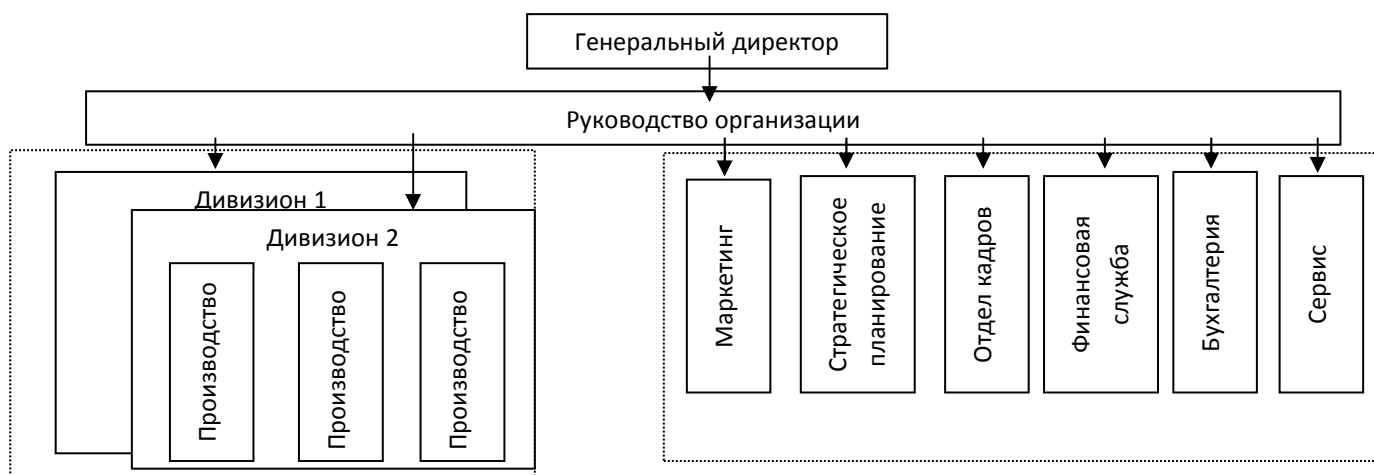 Генеральный директор
Руководство организации
Дивизион 1
Дивизион 2
Производство
Производство
Производство
Маркетинг
Стратегическое
планирование
Отдел кадров
Финансовая
служба
Бухгалтерия
Сервис